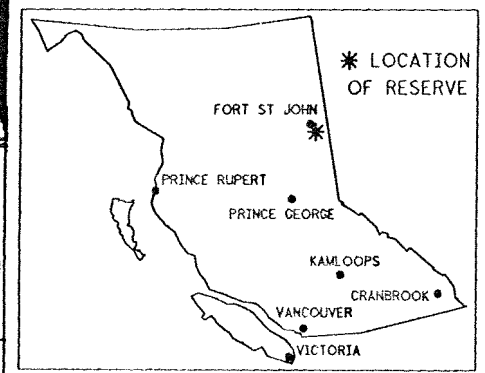 * LOCATION
OF RESERVE
FORT ST JOHN
PRINCE RUPERT
PRINCE GEORGE
KAMLOOPS
CRANBROOK
VANCOUVER
VICTORIA